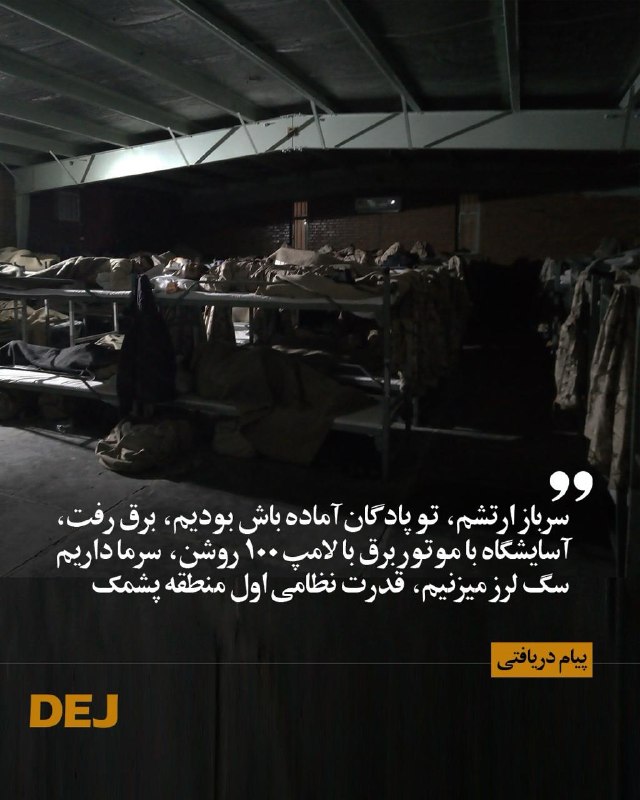 سرباز ارتشم، تو پادگان آماده باش بودیم، برق رفت،
آسایشگاه با موتور برق با لامپ ۱۰۰ روشن، سرما داریم
سگ لرز میزنیم، قدرت نظامی اول منطقه پشمک
پیام دریافتی
DEJ